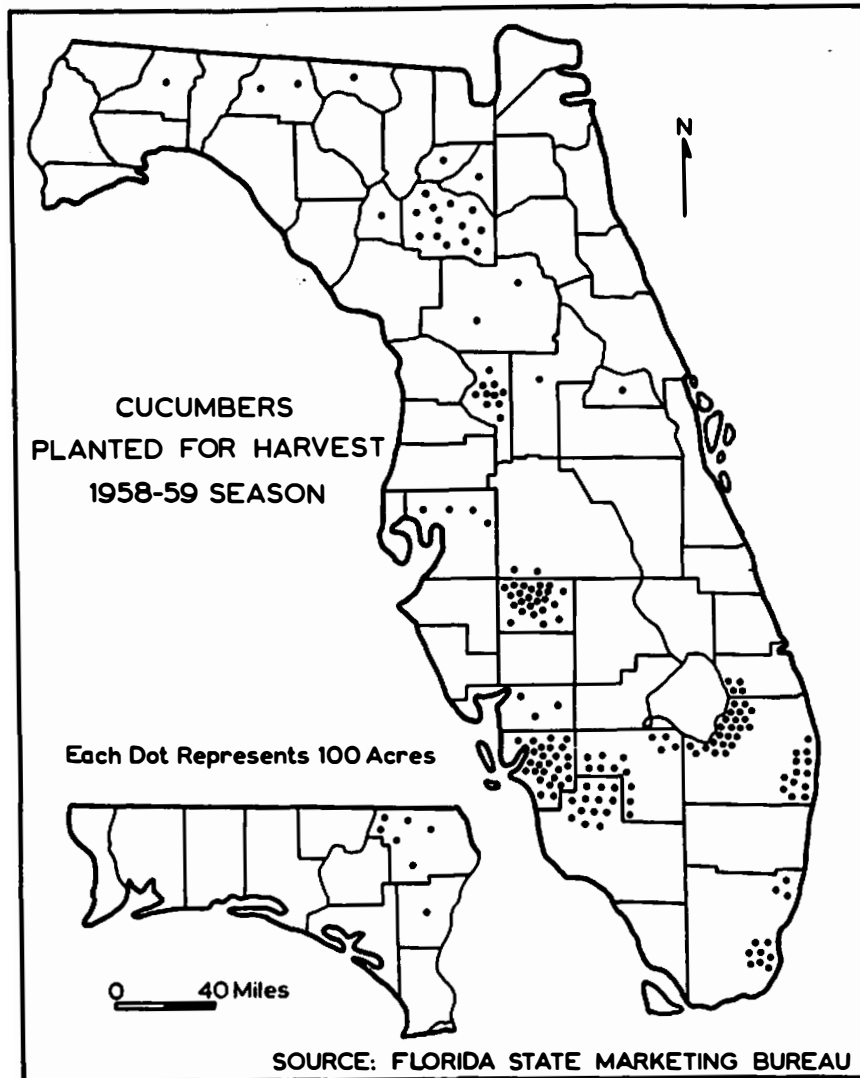 N
CUCUMBERS
PLANTED FOR HARVEST
1958-59 SEASON
Each Dot Represents 100 Acres
0 40 Miles
SOURCE: FLORIDA STATE MARKETING BUREAU